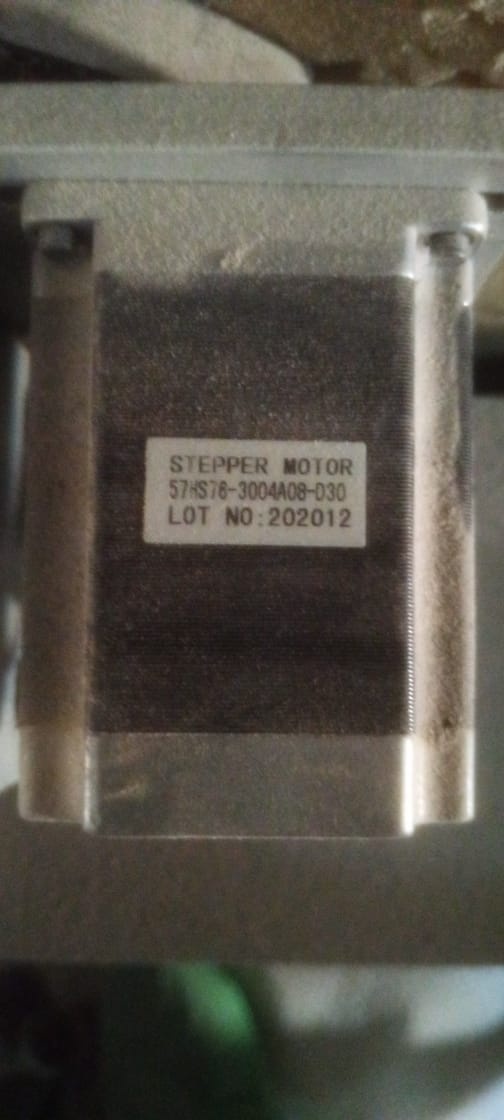 STEPPER MOTOR
57HS76-3004A08-D30
LOT NO:202012